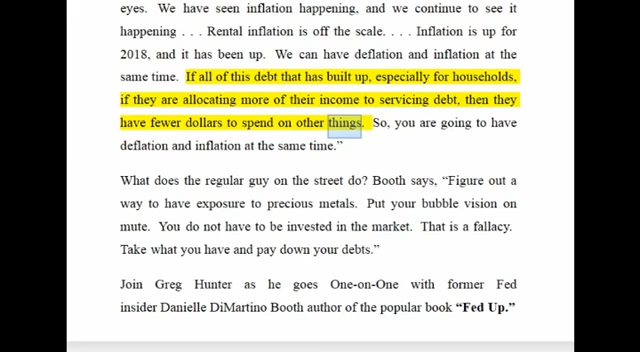 eyes. We have seen inflation happening, and we continue to see it
happening . . . Rental inflation is off the scale. . . . Inflation is up for
2018, and it has been up. We can have deflation and inflation at the
same time. If all of this debt that has built up, especially for households,
if they are allocating more of their income to servicing debt, then they
have fewer dollars to spend on other things. So, you are going to have
deflation and inflation at the same time.”
What does the regular guy on the street do? Booth says, “Figure out a
way to have exposure to precious metals. Put your bubble vision on
mute. You do not have to be invested in the market. That is a fallacy.
Take what you have and pay down your debts.”
Join Greg Hunter as he goes One-on-One with former Fed
insider Danielle DiMartino Booth author of the popular book “Fed Up.”